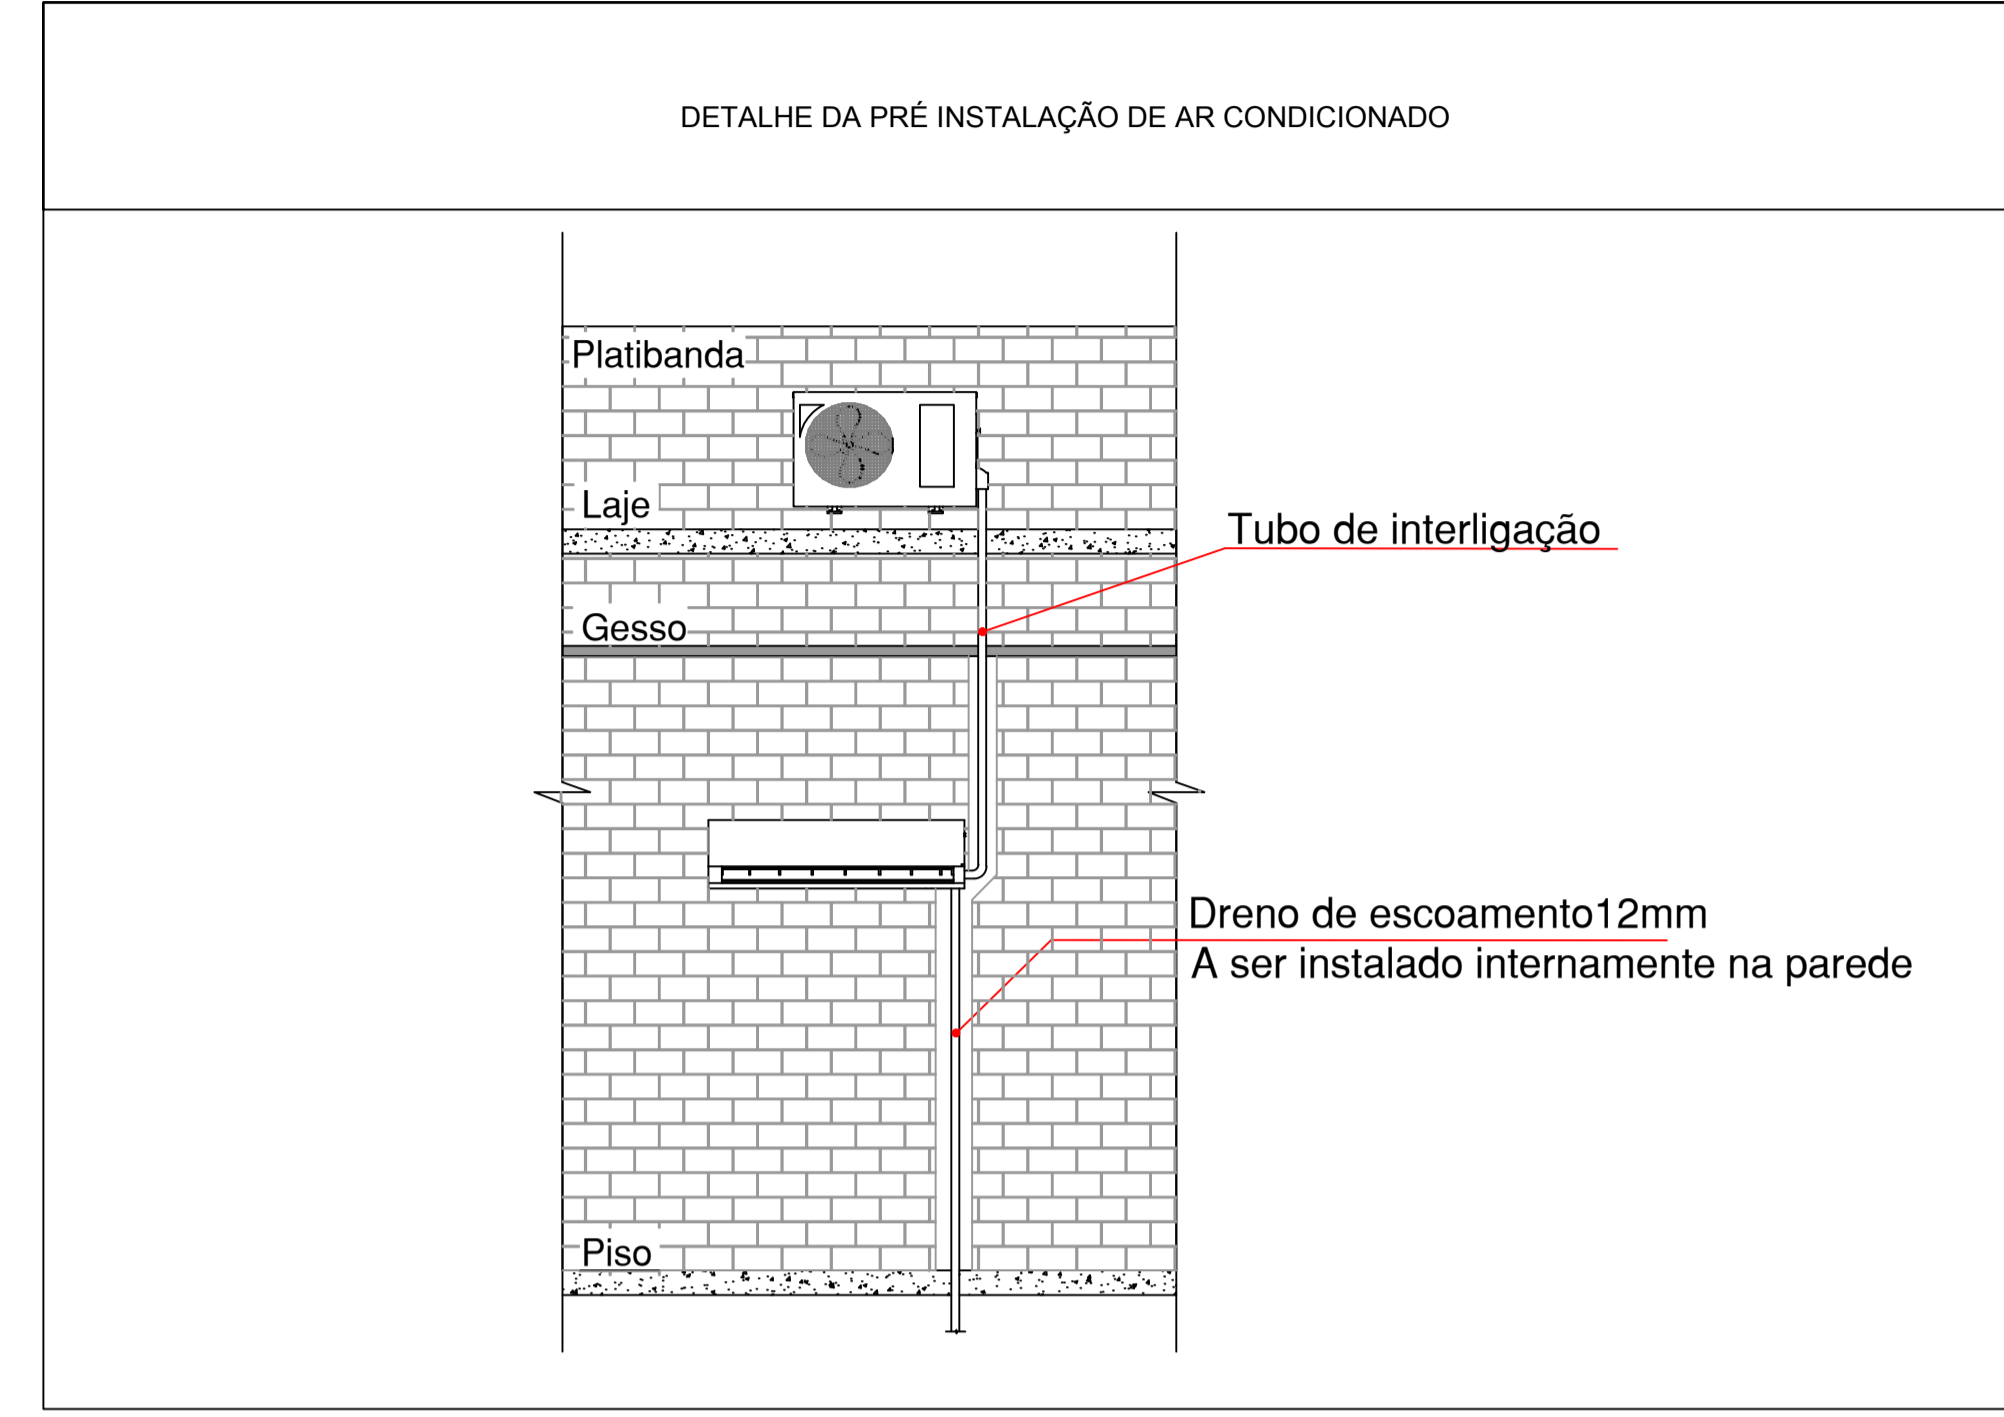 DETALHE DA PRÉ INSTALAÇÃO DE AR CONDICIONADO
Platibanda
Laje
Tubo de interligação
Gesso
Dreno de escoamento12mm
A ser instalado internamente na parede
Piso